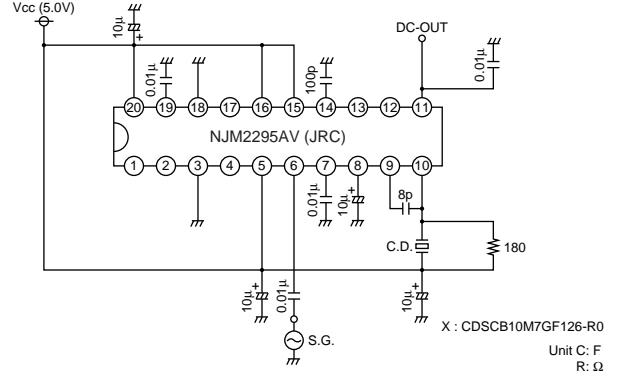 Vcc (5.0V)
10µ
+
0.01µ
100p
DC-OUT
0.01µ
20 19 18 17 16 15 14 13 12 11
NJM2295AV (JRC)
1 2 3 4 5 6 7 8 9 10
0.01µ
10µ
+
8p
C.D.
180
10µ
+
0.01µ
10µ
+
S.G.
X : CDSCB10M7GF126-R0
Unit C: F
R: Ω